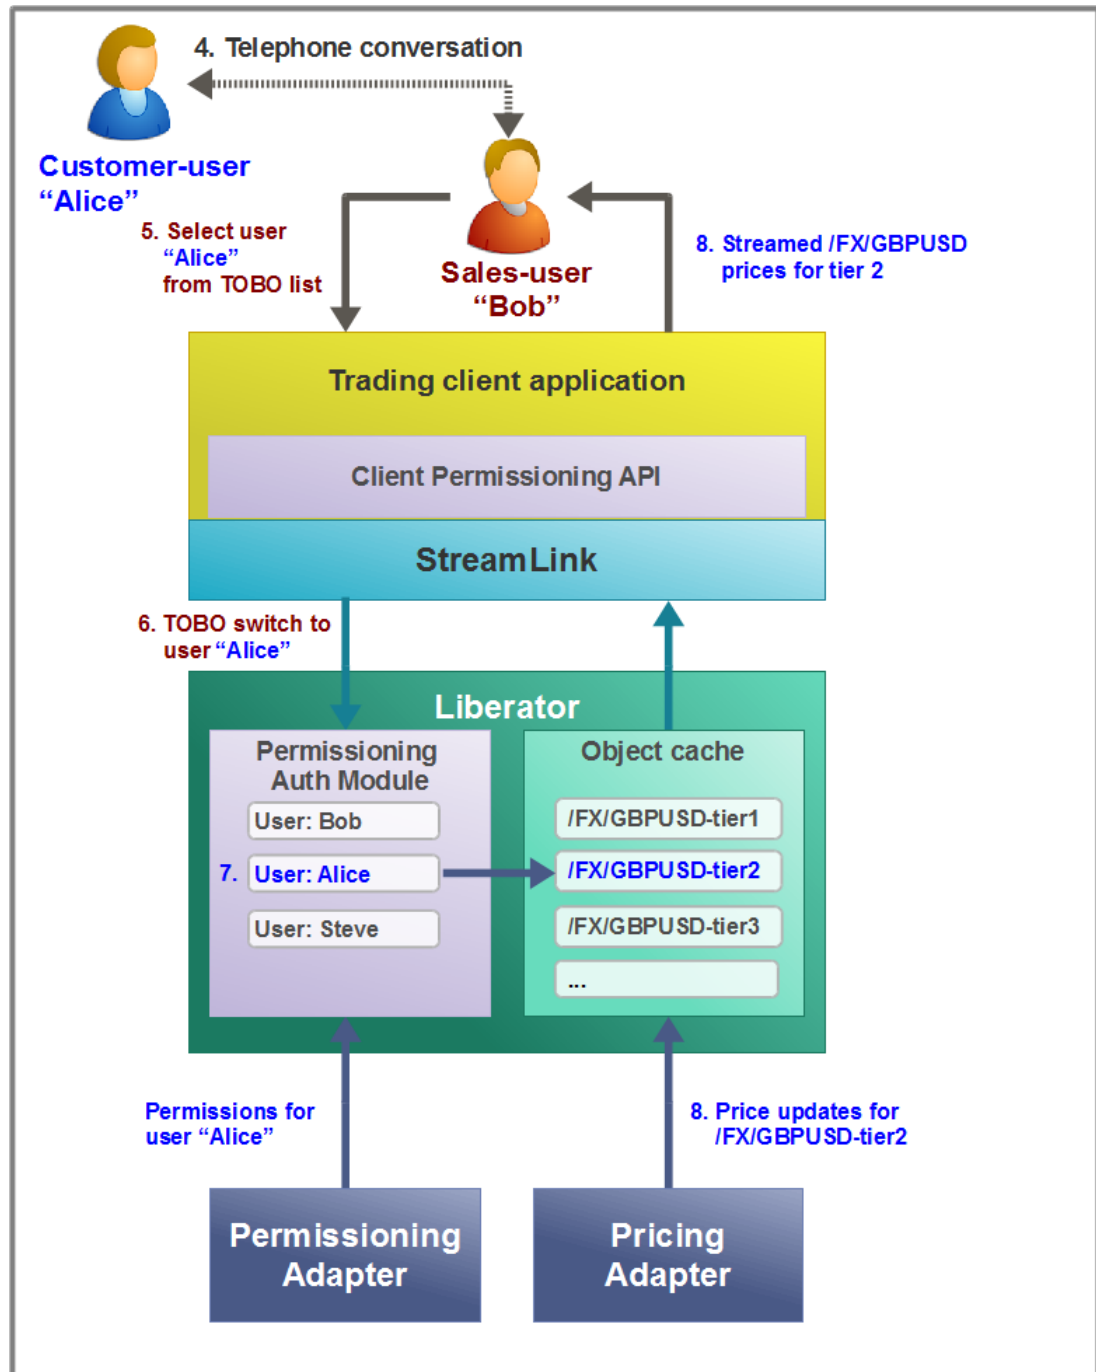 4. Telephone conversation
Customer-user
“Alice”
5. Select user
“Alice”
from TOBO list
Sales-user
“Bob”
8. Streamed /FX/GBPUSD
prices for tier 2
Trading client application
Client Permissioning API
StreamLink
6. TOBO switch to
user “Alice”
Liberator
Permissioning
Auth Module
User: Bob
7. User: Alice
User: Steve
Object cache
/FX/GBPUSD-tier1
/FX/GBPUSD-tier2
/FX/GBPUSD-tier3
...
Permissions for
user “Alice”
8. Price updates for
/FX/GBPUSD-tier2
Permissioning
Adapter
Pricing
Adapter